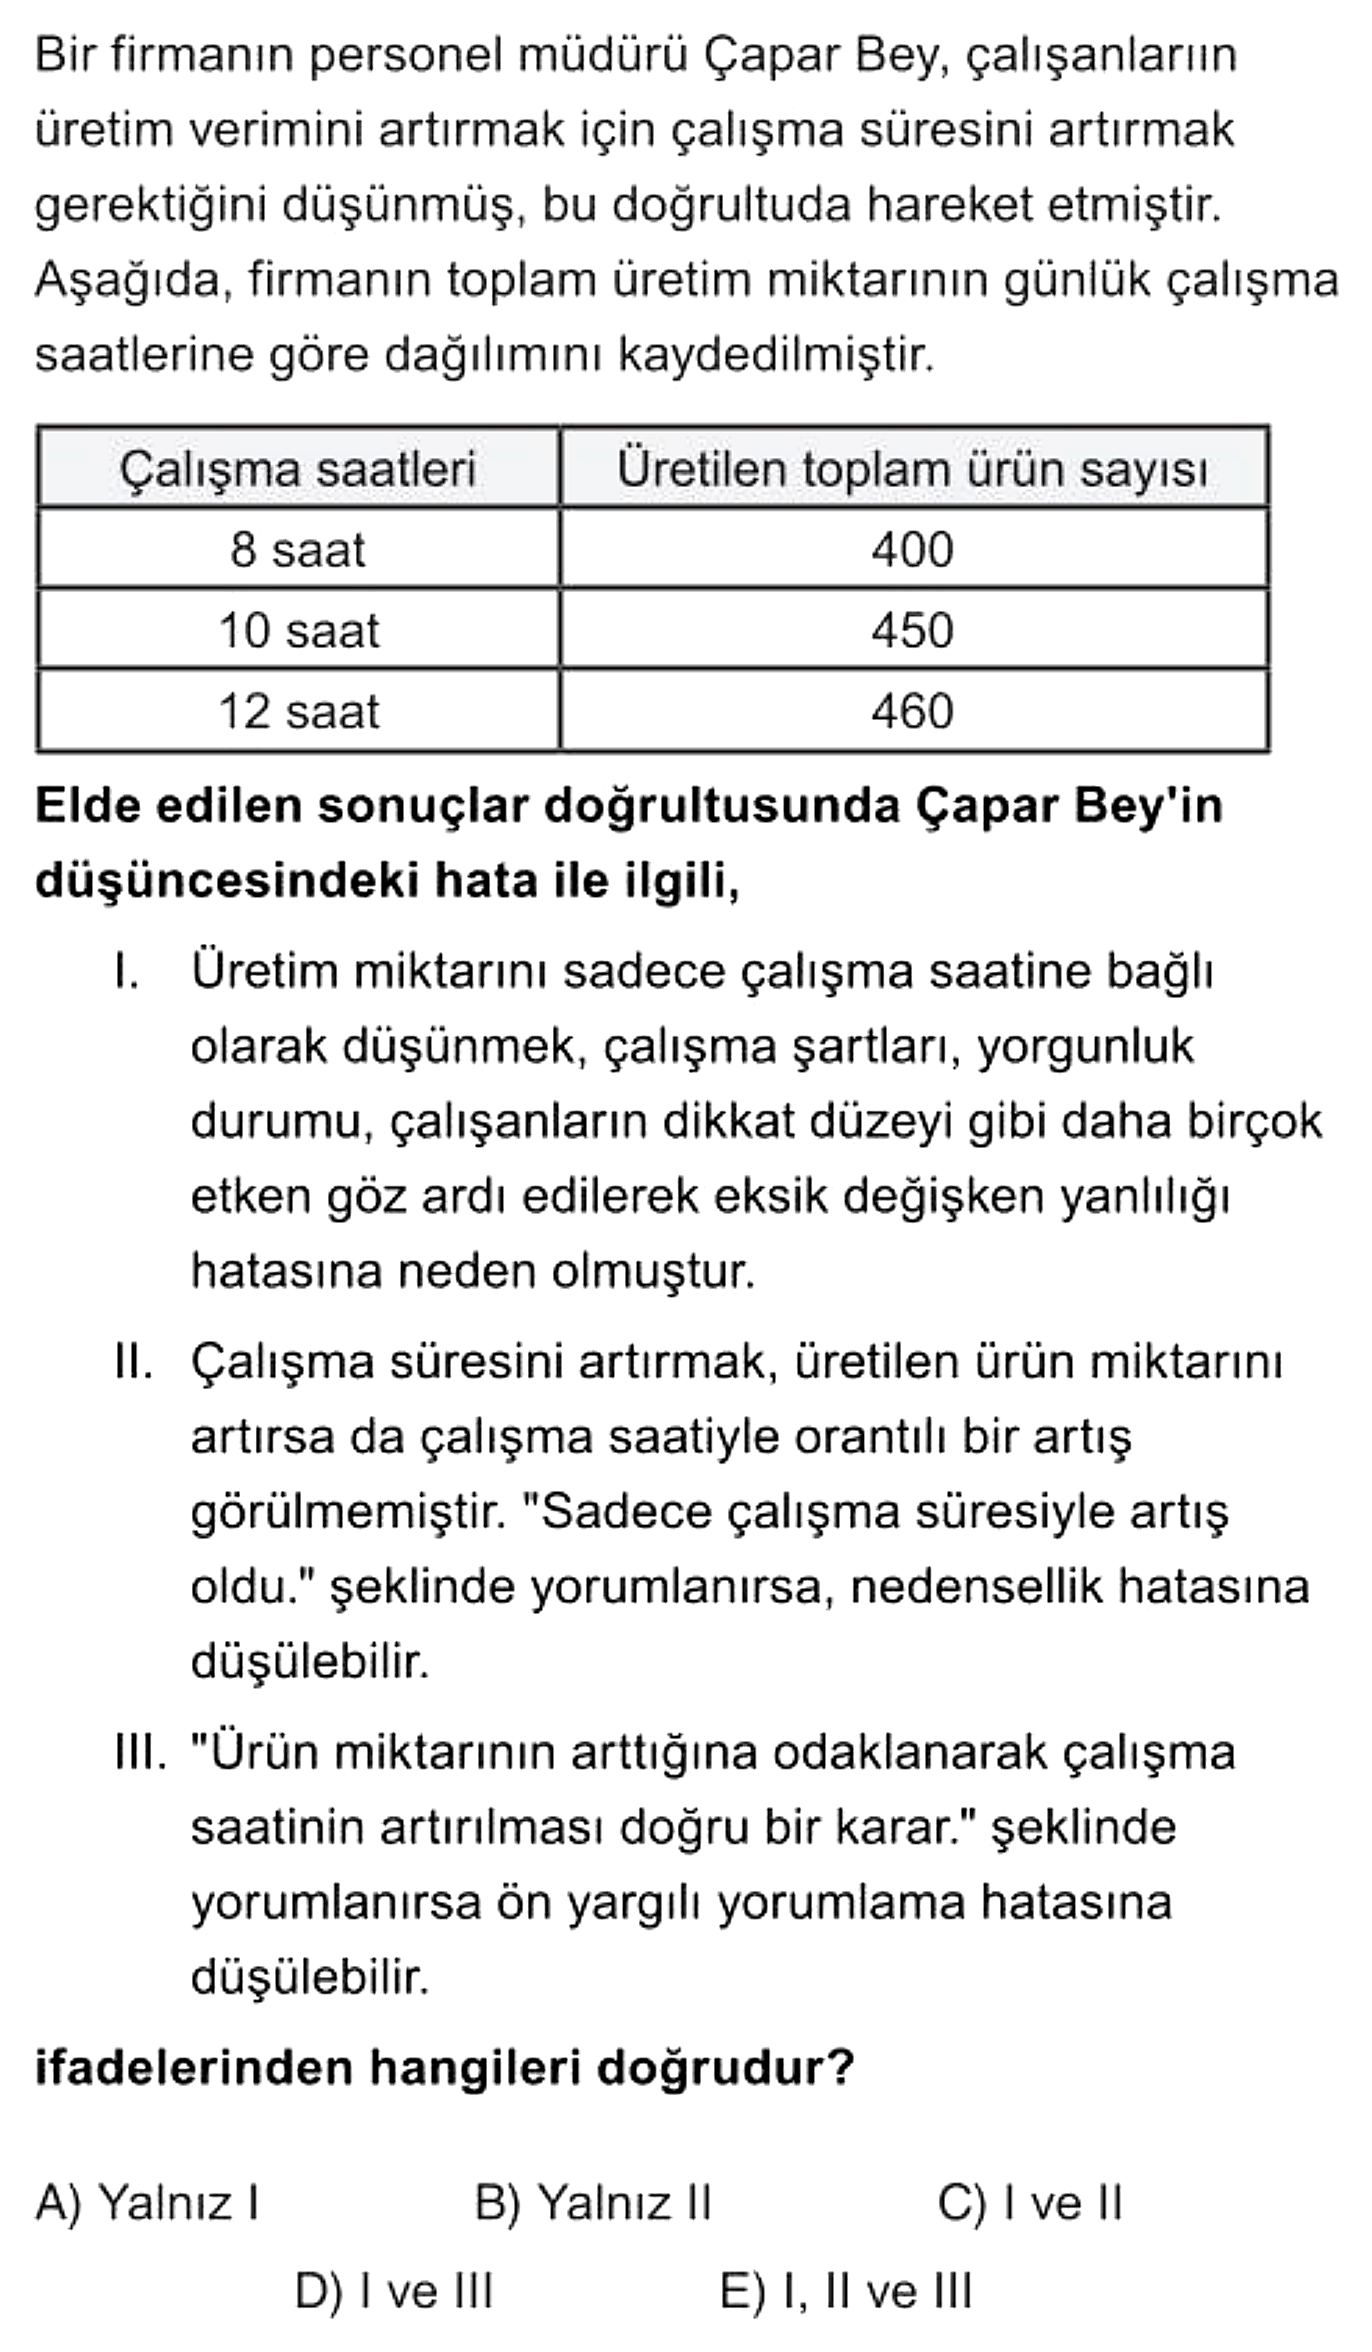 Bir firmanın personel müdürü Çapar Bey, çalışanlarıın
üretim verimini artırmak için çalışma süresini artırmak
gerektiğini düşünmüş, bu doğrultuda hareket etmiştir.
Aşağıda, firmanın toplam üretim miktarının günlük çalışma
saatlerine göre dağılımını kaydedilmiştir.
Çalışma saatleri Üretilen toplam ürün sayısı
8 saat 400
10 saat 450
12 saat 460
Elde edilen sonuçlar doğrultusunda Çapar Bey'in
düşüncesindeki hata ile ilgili,
I. Üretim miktarını sadece çalışma saatine bağlı
olarak düşünmek, çalışma şartları, yorgunluk
durumu, çalışanların dikkat düzeyi gibi daha birçok
etken göz ardı edilerek eksik değişken yanlılığı
hatasına neden olmuştur.
II. Çalışma süresini artırmak, üretilen ürün miktarını
artırsa da çalışma saatiyle orantılı bir artış
görülmemiştir. "Sadece çalışma süresiyle artış
oldu." şeklinde yorumlanırsa, nedensellik hatasına
düşülebilir.
III. "Ürün miktarının arttığına odaklanarak çalışma
saatinin artırılması doğru bir karar." şeklinde
yorumlanırsa ön yargılı yorumlama hatasına
düşülebilir.
ifadelerinden hangileri doğrudur?
A) Yalnız I B) Yalnız II C) I ve II
D) I ve III E) I, II ve III